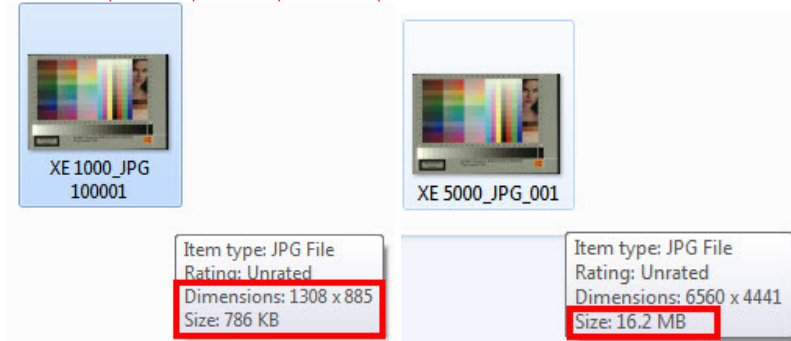 XE 1000_JPG
100001
Item type: JPG File
Rating: Unrated
Dimensions: 1308 x 885
Size: 786 KB
XE 5000_JPG_001
Item type: JPG File
Rating: Unrated
Dimensions: 6560 x 4441
Size: 16.2 MB